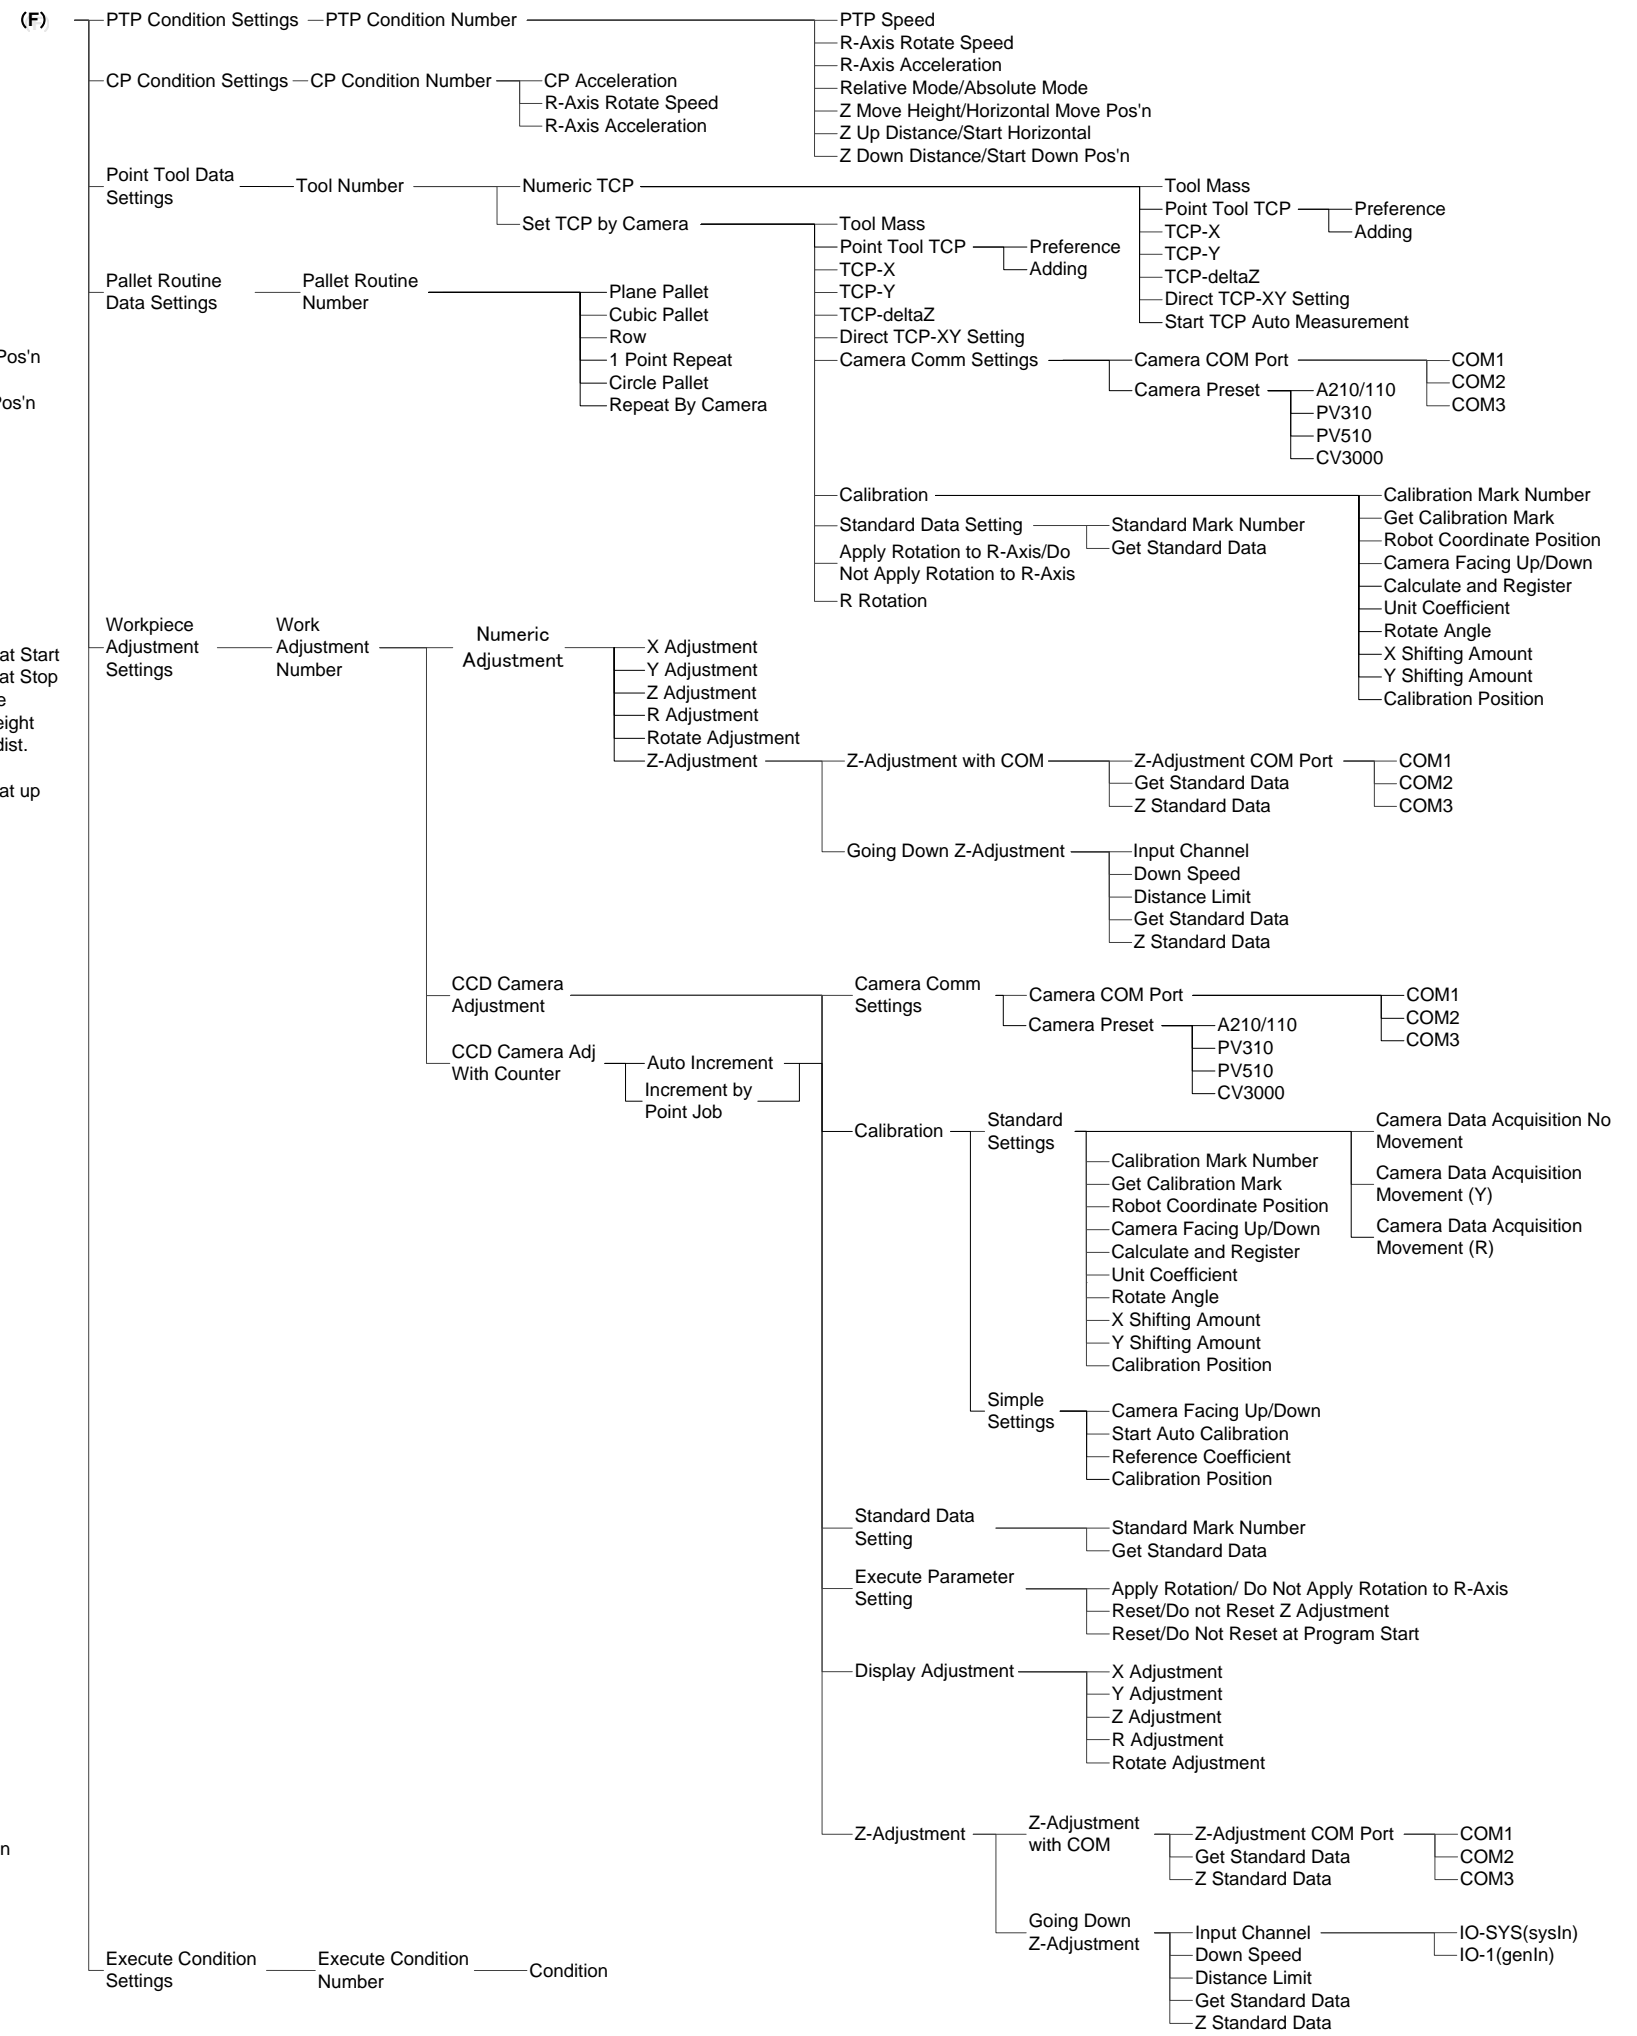 (F)
PTP Condition Settings
PTP Condition Number
PTP Speed
R-Axis Rotate Speed
R-Axis Acceleration
Relative Mode/Absolute Mode
Z Move Height/Horizontal Move Pos'n
Z Up Distance/Start Horizontal
Z Down Distance/Start Down Pos'n
CP Condition Settings
CP Condition Number
CP Acceleration
R-Axis Rotate Speed
R-Axis Acceleration
Point Tool Data
Settings
Tool Number
Numeric TCP
Tool Mass
Point Tool TCP
Preference
Adding
TCP-X
TCP-Y
TCP-deltaZ
Direct TCP-XY Setting
Start TCP Auto Measurement
Set TCP by Camera
Tool Mass
Point Tool TCP
Preference
Adding
TCP-X
TCP-Y
TCP-deltaZ
Direct TCP-XY Setting
Camera Comm Settings
Camera COM Port
COM1
COM2
COM3
Camera Preset
A210/110
PV310
PV510
CV3000
Calibration
Calibration Mark Number
Get Calibration Mark
Robot Coordinate Position
Camera Facing Up/Down
Calculate and Register
Unit Coefficient
Rotate Angle
X Shifting Amount
Y Shifting Amount
Calibration Position
Standard Data Setting
Standard Mark Number
Get Standard Data
Apply Rotation to R-Axis/Do
Not Apply Rotation to R-Axis
R Rotation
Pallet Routine
Data Settings
Pallet Routine
Number
Plane Pallet
Cubic Pallet
Row
1 Point Repeat
Circle Pallet
Repeat By Camera
Pos'n
Pos'n
at Start
at Stop
e
eight
dist.
at up
n
Workpiece
Adjustment
Settings
Work
Adjustment
Number
Numeric
Adjustment
X Adjustment
Y Adjustment
Z Adjustment
R Adjustment
Rotate Adjustment
Z-Adjustment
Z-Adjustment with COM
Z-Adjustment COM Port
COM1
COM2
COM3
Get Standard Data
Z Standard Data
Going Down Z-Adjustment
Input Channel
Down Speed
Distance Limit
Get Standard Data
Z Standard Data
CCD Camera
Adjustment
CCD Camera Adj
With Counter
Auto Increment
Increment by
Point Job
Camera Comm
Settings
Camera COM Port
COM1
COM2
COM3
Camera Preset
A210/110
PV310
PV510
CV3000
Calibration
Standard
Settings
Camera Data Acquisition No
Movement
Camera Data Acquisition
Movement (Y)
Camera Data Acquisition
Movement (R)
Calibration Mark Number
Get Calibration Mark
Robot Coordinate Position
Camera Facing Up/Down
Calculate and Register
Unit Coefficient
Rotate Angle
X Shifting Amount
Y Shifting Amount
Calibration Position
Simple
Settings
Camera Facing Up/Down
Start Auto Calibration
Reference Coefficient
Calibration Position
Standard Data
Setting
Standard Mark Number
Get Standard Data
Execute Parameter
Setting
Apply Rotation/ Do Not Apply Rotation to R-Axis
Reset/Do not Reset Z Adjustment
Reset/Do Not Reset at Program Start
Display Adjustment
X Adjustment
Y Adjustment
Z Adjustment
R Adjustment
Rotate Adjustment
Z-Adjustment
Z-Adjustment
with COM
Z-Adjustment COM Port
COM1
COM2
COM3
Get Standard Data
Z Standard Data
Going Down
Z-Adjustment
Input Channel
IO-SYS(sysIn)
IO-1(genIn)
Down Speed
Distance Limit
Get Standard Data
Z Standard Data
Execute Condition
Settings
Execute Condition
Number
Condition